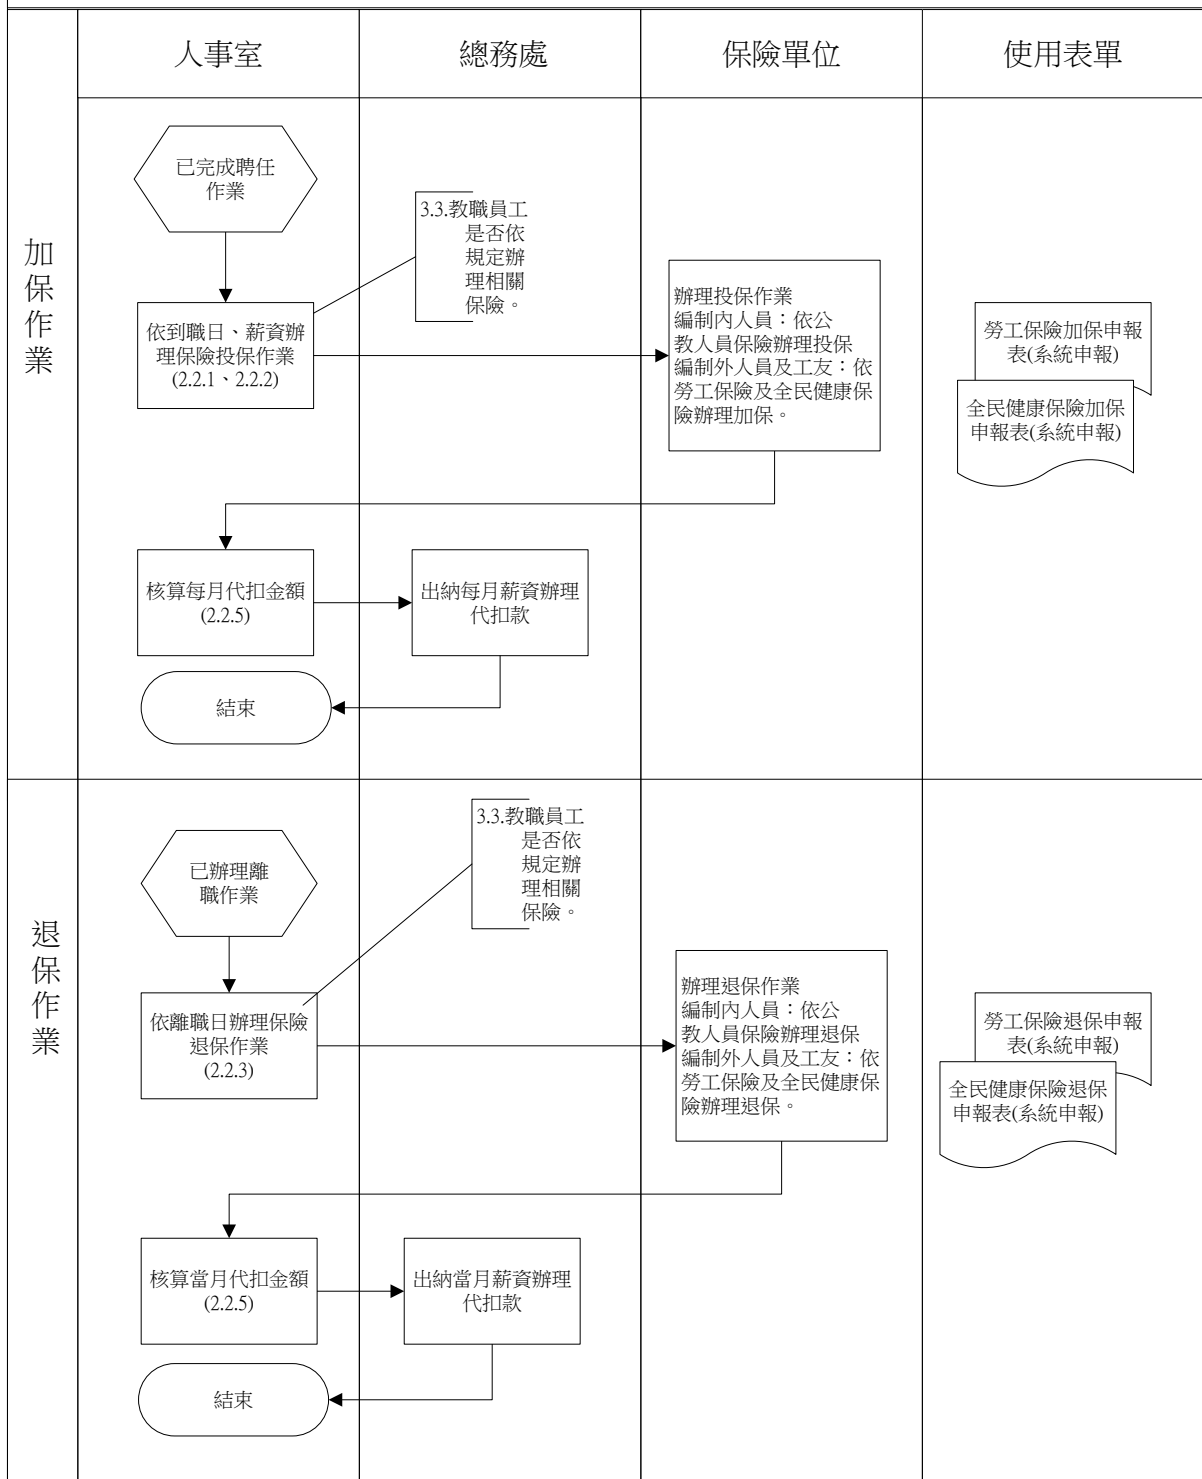 人事室
總務處
保險單位
使用表單
加保作業
已完成聘任
作業
3.3.教職員工
是否依
規定辦
理相關
保險。
依到職日、薪資辦
理保險投保作業
(2.2.1、2.2.2)
辦理投保作業
編制內人員：依公
教人員保險辦理投保
編制外人員及工友：依
勞工保險及全民健康保
險辦理加保。
勞工保險加保申報
表(系統申報)
全民健康保險加保
申報表(系統申報)
核算每月代扣金額
(2.2.5)
出納每月薪資辦理
代扣款
結束
退保作業
已辦理離
職作業
3.3.教職員工
是否依
規定辦
理相關
保險。
依離職日辦理保險
退保作業
(2.2.3)
辦理退保作業
編制內人員：依公
教人員保險辦理退保
編制外人員及工友：依
勞工保險及全民健康保
險辦理退保。
勞工保險退保申報
表(系統申報)
全民健康保險退保
申報表(系統申報)
核算當月代扣金額
(2.2.5)
出納當月薪資辦理
代扣款
結束